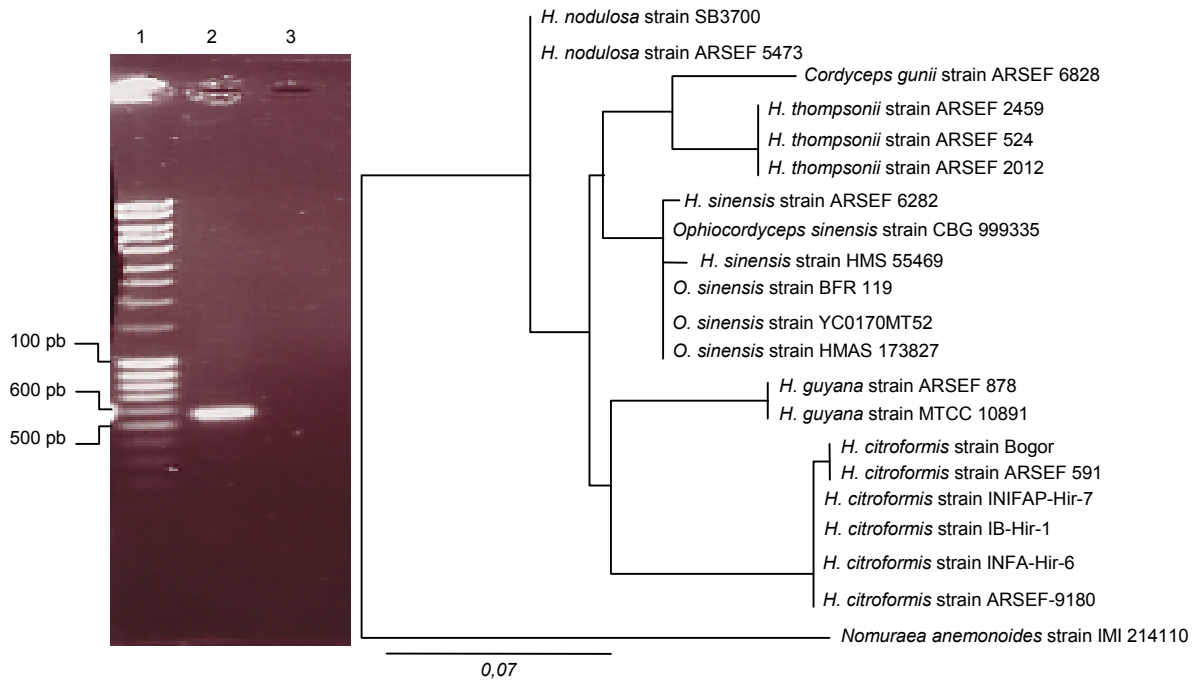 1 2 3
100 pb
600 pb
500 pb
H. nodulosa strain SB3700
H. nodulosa strain ARSEF 5473
Cordyceps gunii strain ARSEF 6828
H. thompsonii strain ARSEF 2459
H. thompsonii strain ARSEF 524
H. thompsonii strain ARSEF 2012
H. sinensis strain ARSEF 6282
Ophiocordyceps sinensis strain CBG 999335
H. sinensis strain HMS 55469
O. sinensis strain BFR 119
O. sinensis strain YC0170MT52
O. sinensis strain HMAS 173827
H. guyana strain ARSEF 878
H. guyana strain MTCC 10891
H. citroformis strain Bogor
H. citroformis strain ARSEF 591
H. citroformis strain INIFAP-Hir-7
H. citroformis strain IB-Hir-1
H. citroformis strain INFA-Hir-6
H. citroformis strain ARSEF-9180
Nomuraea anemonoides strain IMI 214110
0,07